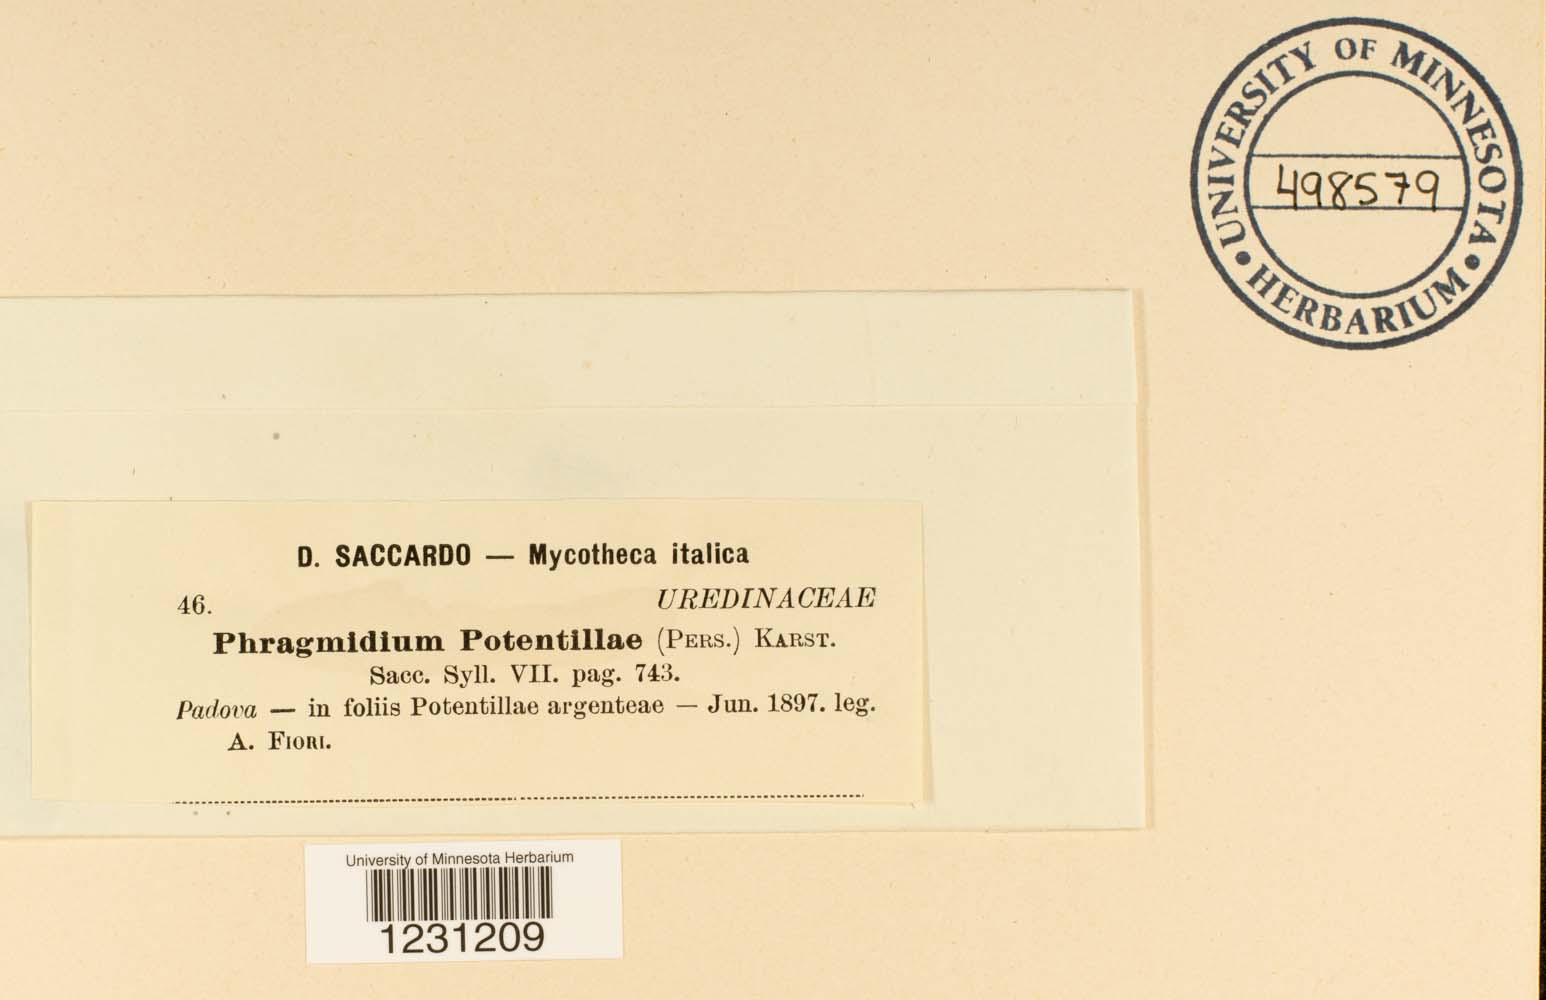 UNIVERSITY OF MINNESOTA
498579
• HERBARIUM •
D. SACCARDO — Mycotheca italica
46. UREDINACEAE
Phragmidium Potentillae (PERS.) KARST.
Sacc. Syll. VII. pag. 743.
Padova — in foliis Potentillae argenteae — Jun. 1897. leg.
A. FIORI.
University of Minnesota Herbarium
1231209